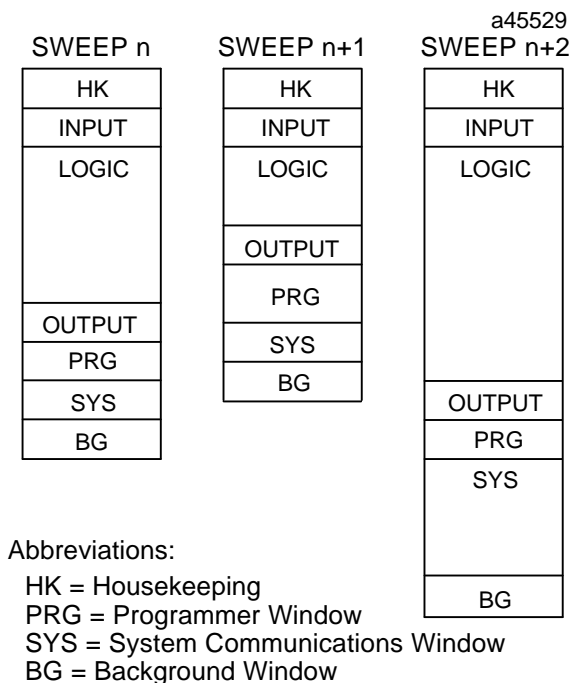 a45529
SWEEP n
HK
INPUT
LOGIC
OUTPUT
PRG
SYS
BG
SWEEP n+1
HK
INPUT
LOGIC
OUTPUT
PRG
SYS
BG
SWEEP n+2
HK
INPUT
LOGIC
OUTPUT
PRG
SYS
BG
Abbreviations:
HK = Housekeeping
PRG = Programmer Window
SYS = System Communications Window
BG = Background Window